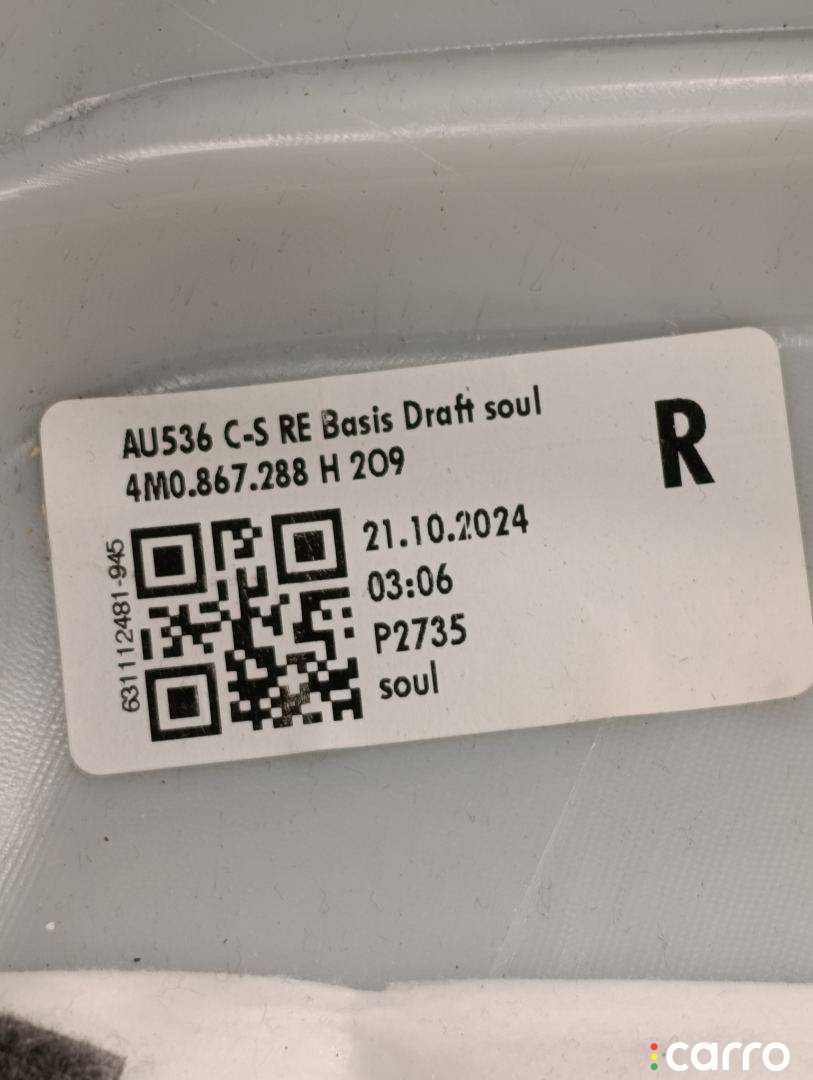 AU536 C-S RE Basis Draft soul
4M0.867.288 H 209
R
631112481-945
21.10.2024
03:06
P2735
soul
carro